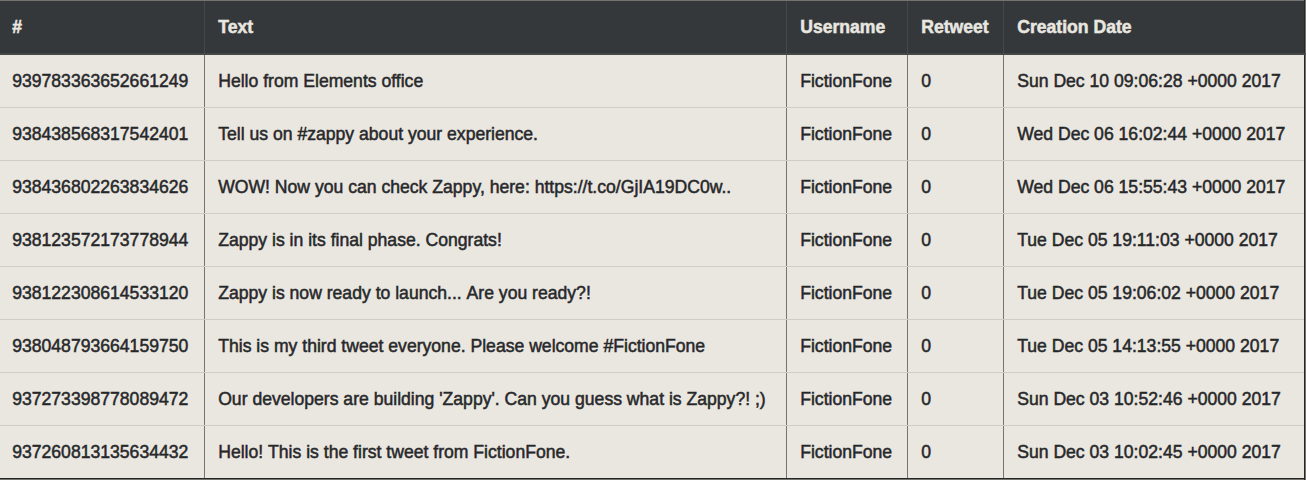 # Text Username Retweet Creation Date
939783363652661249 Hello from Elements office FictionFone 0 Sun Dec 10 09:06:28 +0000 2017
938438568317542401 Tell us on #zappy about your experience. FictionFone 0 Wed Dec 06 16:02:44 +0000 2017
938436802263834626 WOW! Now you can check Zappy, here: https://t.co/GjIA19DC0w.. FictionFone 0 Wed Dec 06 15:55:43 +0000 2017
938123572173778944 Zappy is in its final phase. Congrats! FictionFone 0 Tue Dec 05 19:11:03 +0000 2017
938122308614533120 Zappy is now ready to launch... Are you ready?! FictionFone 0 Tue Dec 05 19:06:02 +0000 2017
938048793664159750 This is my third tweet everyone. Please welcome #FictionFone FictionFone 0 Tue Dec 05 14:13:55 +0000 2017
937273398778089472 Our developers are building 'Zappy'. Can you guess what is Zappy?! ;) FictionFone 0 Sun Dec 03 10:52:46 +0000 2017
937260813135634432 Hello! This is the first tweet from FictionFone. FictionFone 0 Sun Dec 03 10:02:45 +0000 2017